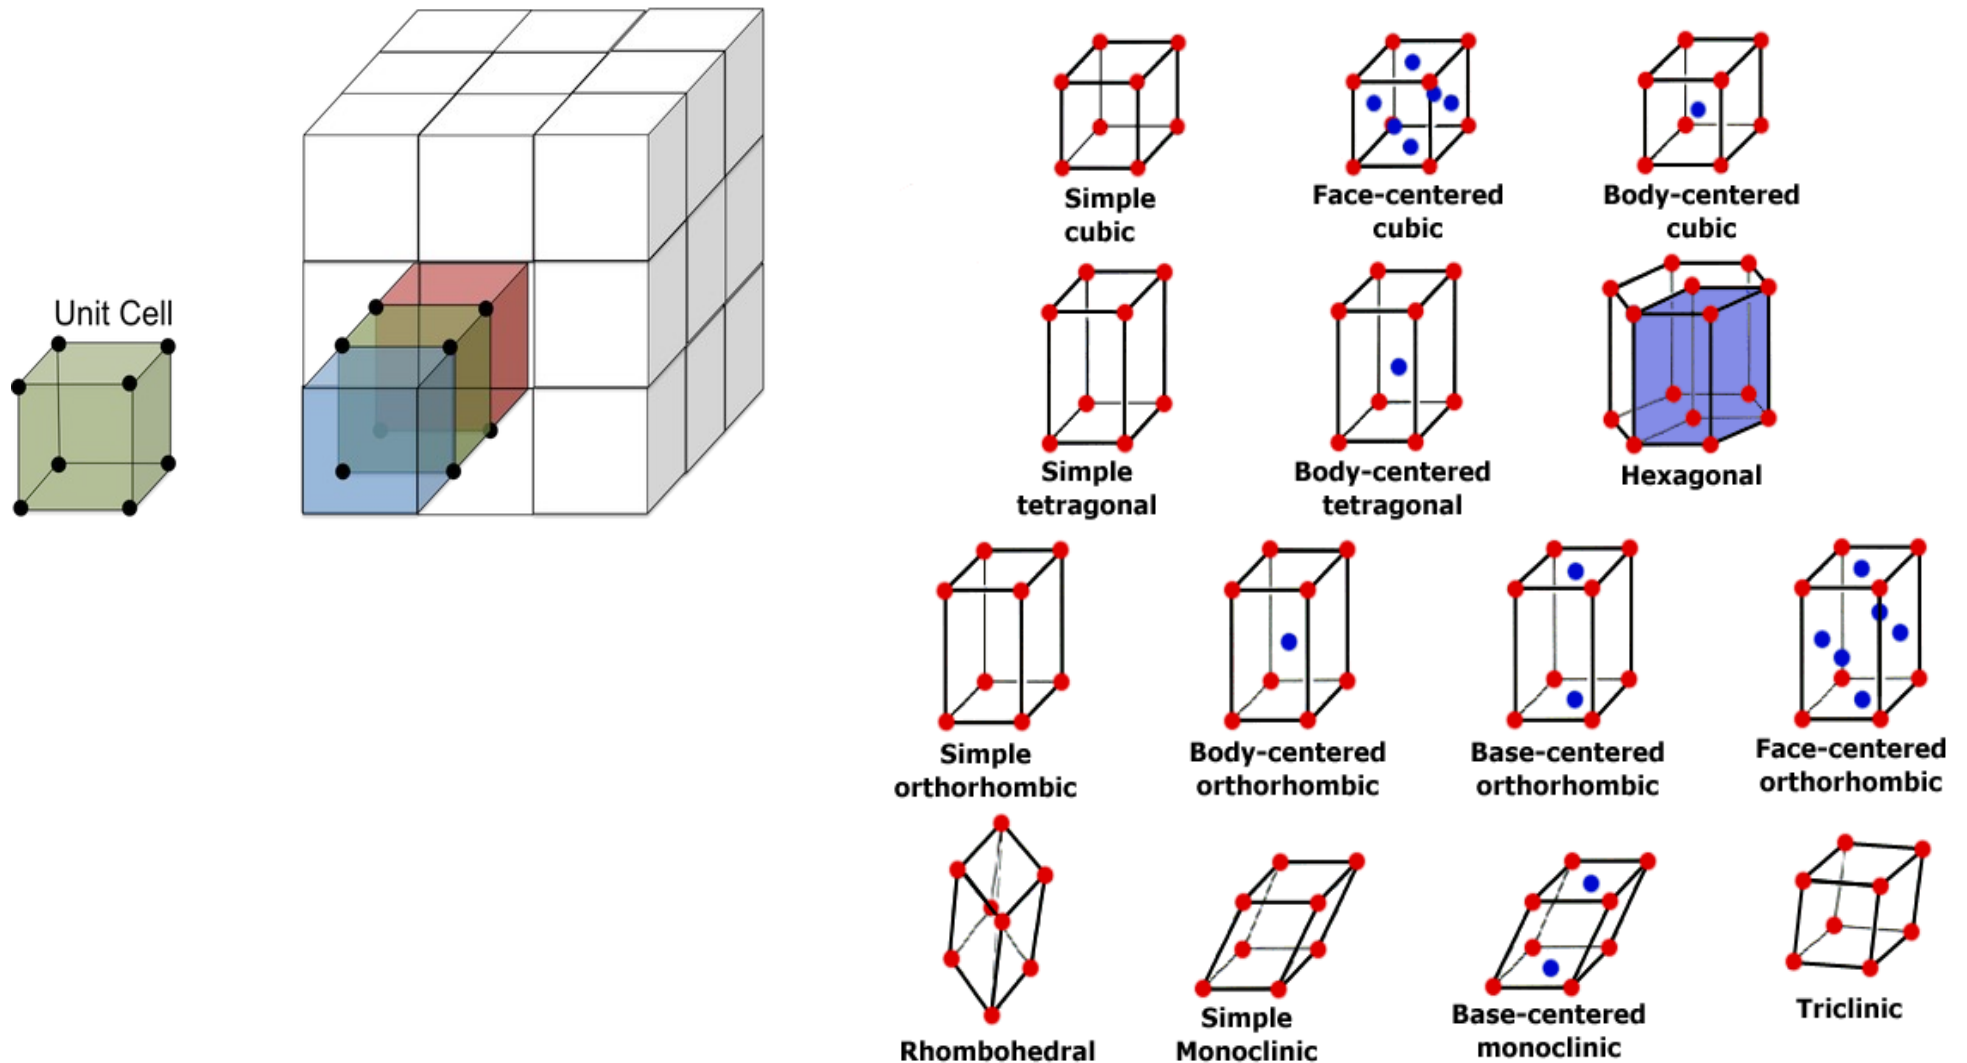 Unit Cell
Simple
cubic
Face-centered
cubic
Body-centered
cubic
Simple
tetragonal
Body-centered
tetragonal
Hexagonal
Simple
orthorhombic
Body-centered
orthorhombic
Base-centered
orthorhombic
Face-centered
orthorhombic
Rhombohedral
Simple
Monoclinic
Base-centered
monoclinic
Triclinic